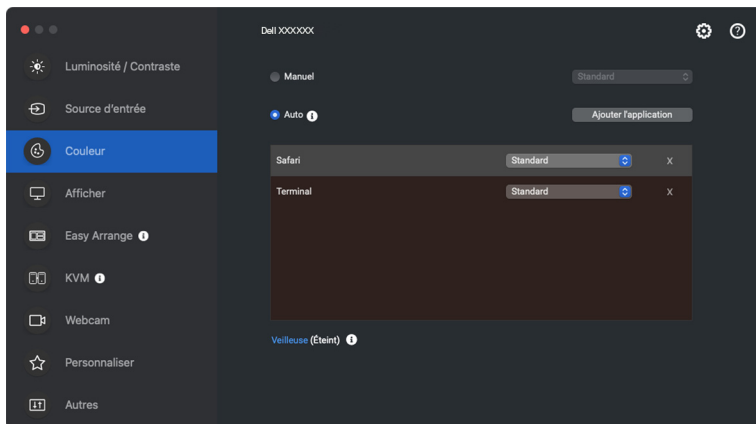 Dell XXXXXX
Luminosité / Contraste
Source d'entrée
Couleur
Afficher
Easy Arrange
KVM
Webcam
Personnaliser
Autres
Manuel
Standard
Auto
Ajouter l'application
Safari
Standard
X
Terminal
Standard
X
Veilleuse (Éteint)